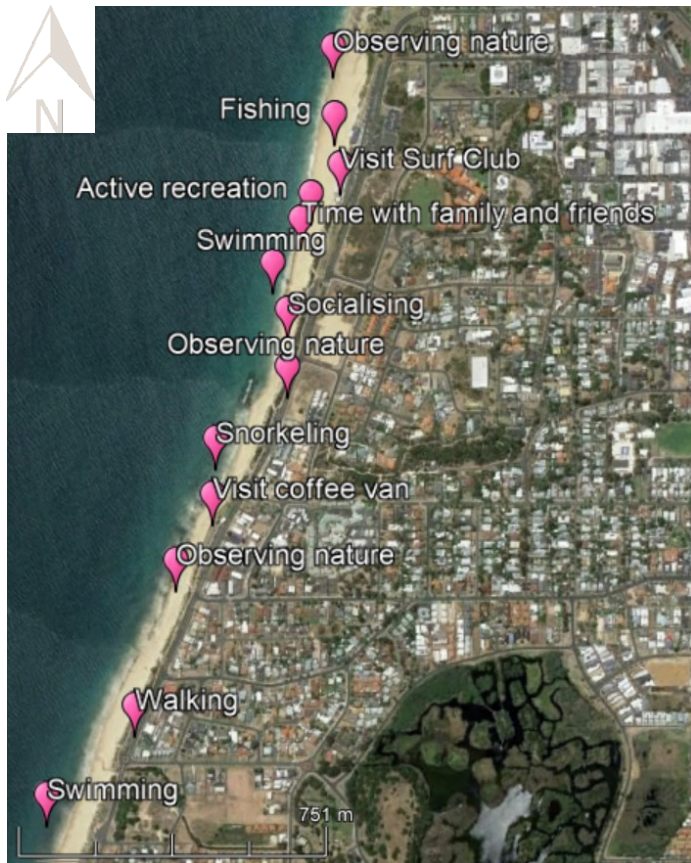 N
Observing nature
Fishing
Visit Surf Club
Active recreation
Time with family and friends
Swimming
Socialising
Observing nature
Snorkeling
Visit coffee van
Observing nature
Walking
Swimming
751 m